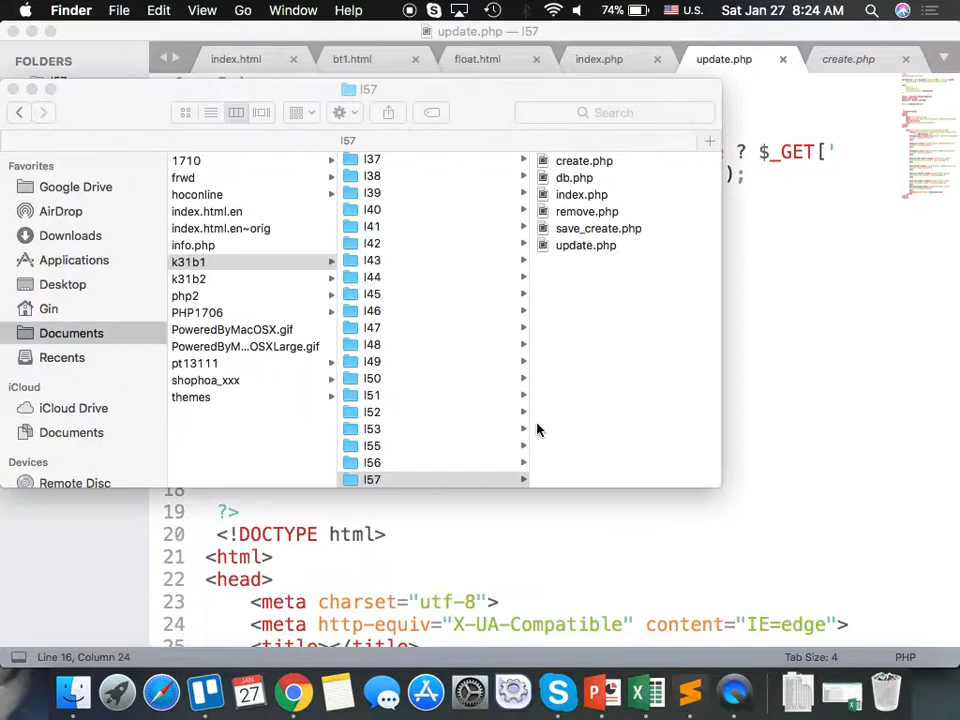 Finder File Edit View Go Window Help 74% U.S. Sat Jan 27 8:24 AM
update.php — l57
FOLDERS
index.html bt1.html float.html index.php update.php create.php
l57
Search
l57
Favorites
Google Drive
AirDrop
Downloads
Applications
Desktop
Gin
Documents
Recents
iCloud
iCloud Drive
Documents
Devices
Remote Disc
1710
frwd
hoconline
index.html.en
index.html.en~orig
info.php
k31b1
k31b2
php2
PHP1706
PoweredByMacOSX.gif
PoweredByM...OSXLarge.gif
pt13111
shophoa_xxx
themes
l37
l38
l39
l40
l41
l42
l43
l44
l45
l46
l47
l48
l49
l50
l51
l52
l53
l55
l56
l57
create.php
db.php
index.php
remove.php
save_create.php
update.php
? $_GET['
);
18
19 ?>
20 <!DOCTYPE html>
21 <html>
22 <head>
23 <meta charset="utf-8">
24 <meta http-equiv="X-UA-Compatible" content="IE=edge">
25 <title></title>
Line 16, Column 24 Tab Size: 4 PHP
27